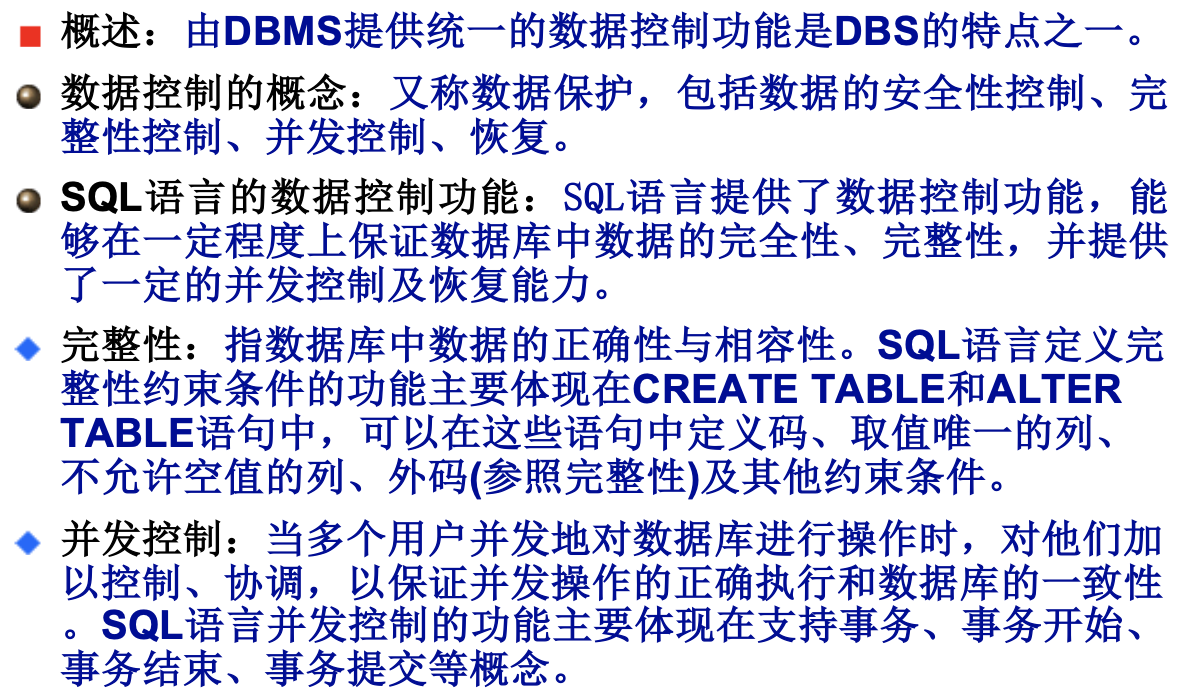 概述：由DBMS提供统一的数据控制功能是DBS的特点之一。
数据控制的概念：又称数据保护，包括数据的安全性控制、完
整性控制、并发控制、恢复。
SQL语言的数据控制功能：SQL语言提供了数据控制功能，能
够在一定程度上保证数据库中数据的完全性、完整性，并提供
了一定的并发控制及恢复能力。
完整性：指数据库中数据的正确性与相容性。SQL语言定义完
整性约束条件的功能主要体现在CREATE TABLE和ALTER
TABLE语句中，可以在这些语句中定义码、取值唯一的列、
不允许空值的列、外码(参照完整性)及其他约束条件。
并发控制：当多个用户并发地对数据库进行操作时，对他们加
以控制、协调，以保证并发操作的正确执行和数据库的一致性
。SQL语言并发控制的功能主要体现在支持事务、事务开始、
事务结束、事务提交等概念。